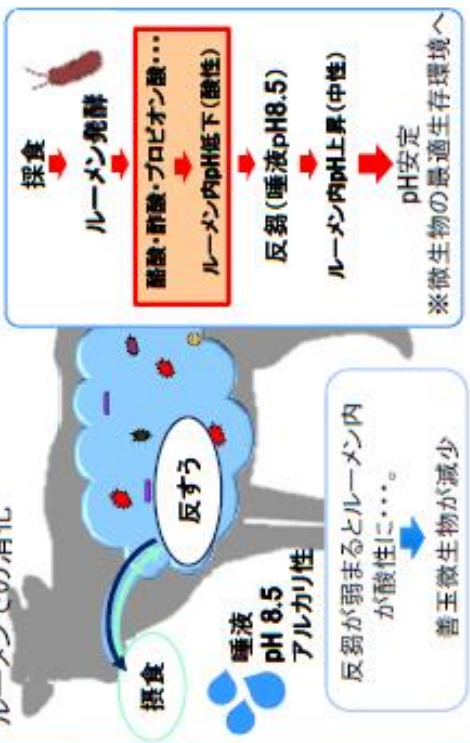 ルーメンでの消化
摂食
反すう
唾液
pH 8.5
アルカリ性
反芻が弱まるとルーメン内
が酸性に・・・。
善玉微生物が減少
採食
ルーメン発酵
酪酸・酢酸・プロピオン酸・・・
ルーメン内pH低下(酸性)
反芻(唾液pH8.5)
ルーメン内pH上昇(中性)
pH安定
※微生物の最適生存環境へ